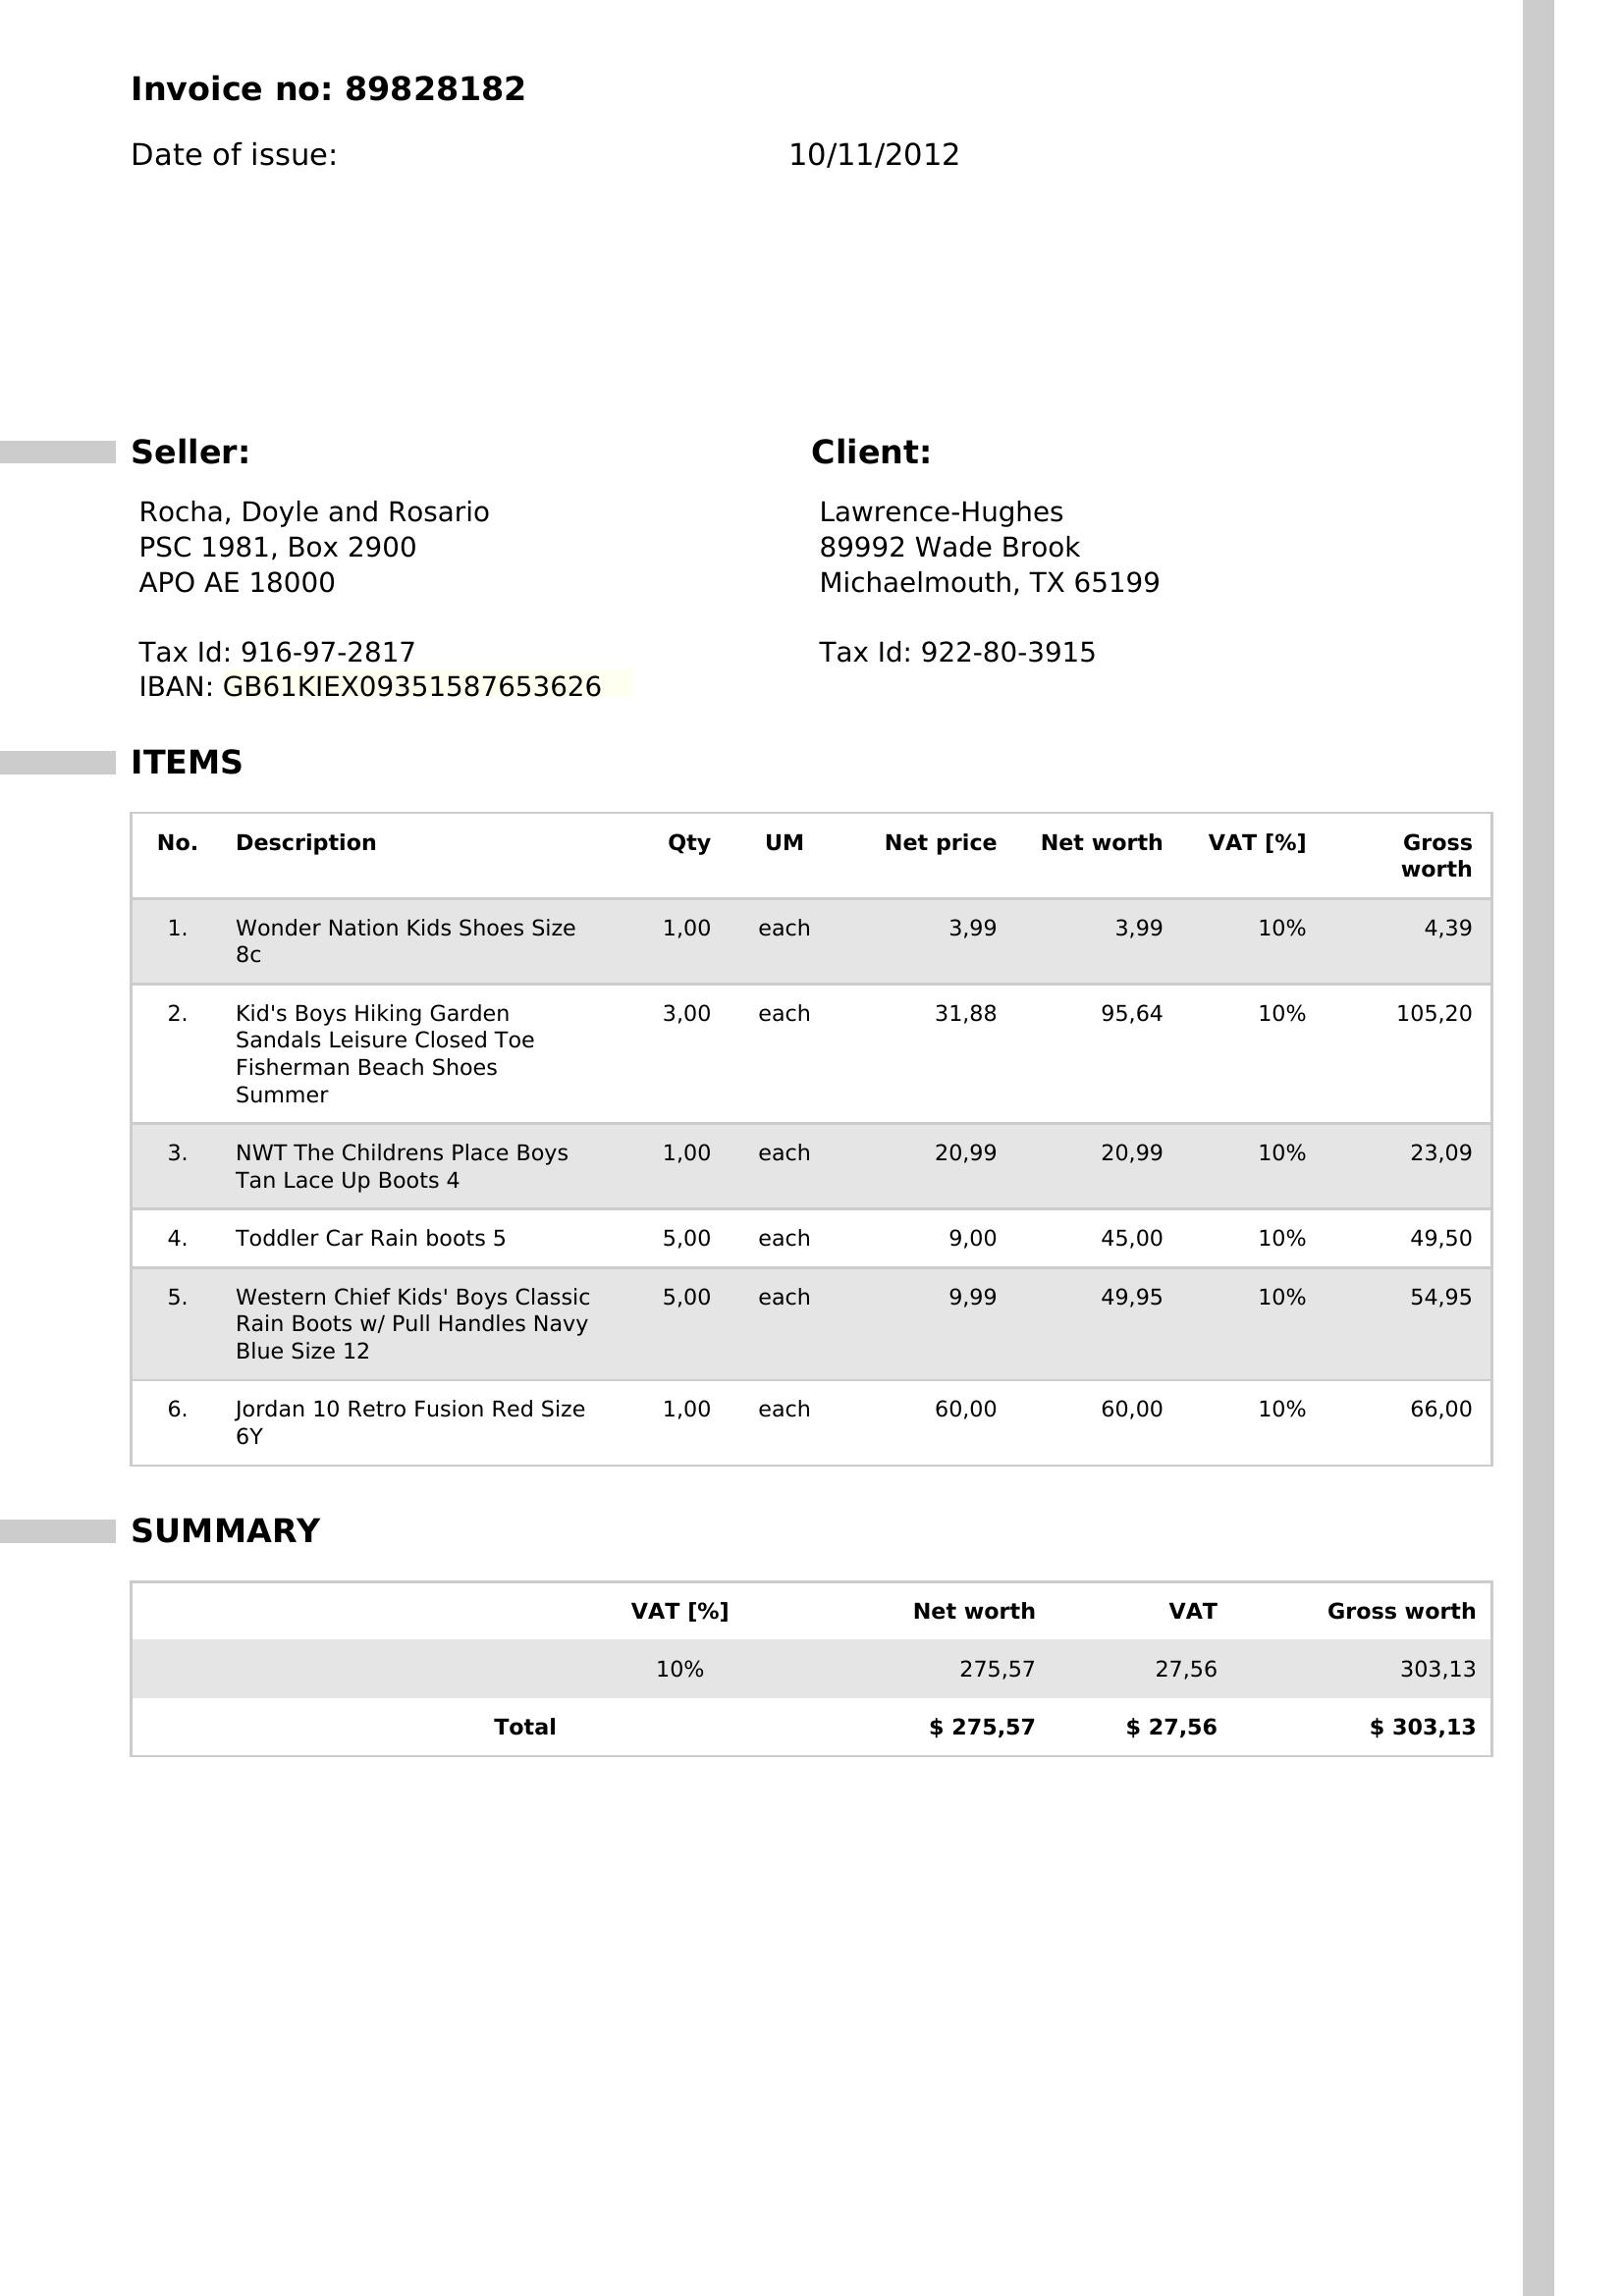 Invoice no: 89828182
Date of issue: 10/11/2012
Seller:
Rocha, Doyle and Rosario
PSC 1981, Box 2900
APO AE 18000
Tax Id: 916-97-2817
IBAN: GB61KIEX09351587653626
Client:
Lawrence-Hughes
89992 Wade Brook
Michaelmouth, TX 65199
Tax Id: 922-80-3915
ITEMS
No. Description Qty UM Net price Net worth VAT [%] Gross
worth
1. Wonder Nation Kids Shoes Size 1,00 each 3,99 3,99 10% 4,39
8c
2. Kid's Boys Hiking Garden 3,00 each 31,88 95,64 10% 105,20
Sandals Leisure Closed Toe
Fisherman Beach Shoes
Summer
3. NWT The Childrens Place Boys 1,00 each 20,99 20,99 10% 23,09
Tan Lace Up Boots 4
4. Toddler Car Rain boots 5 5,00 each 9,00 45,00 10% 49,50
5. Western Chief Kids' Boys Classic 5,00 each 9,99 49,95 10% 54,95
Rain Boots w/ Pull Handles Navy
Blue Size 12
6. Jordan 10 Retro Fusion Red Size 1,00 each 60,00 60,00 10% 66,00
6Y
SUMMARY
VAT [%] Net worth VAT Gross worth
10% 275,57 27,56 303,13
Total $ 275,57 $ 27,56 $ 303,13